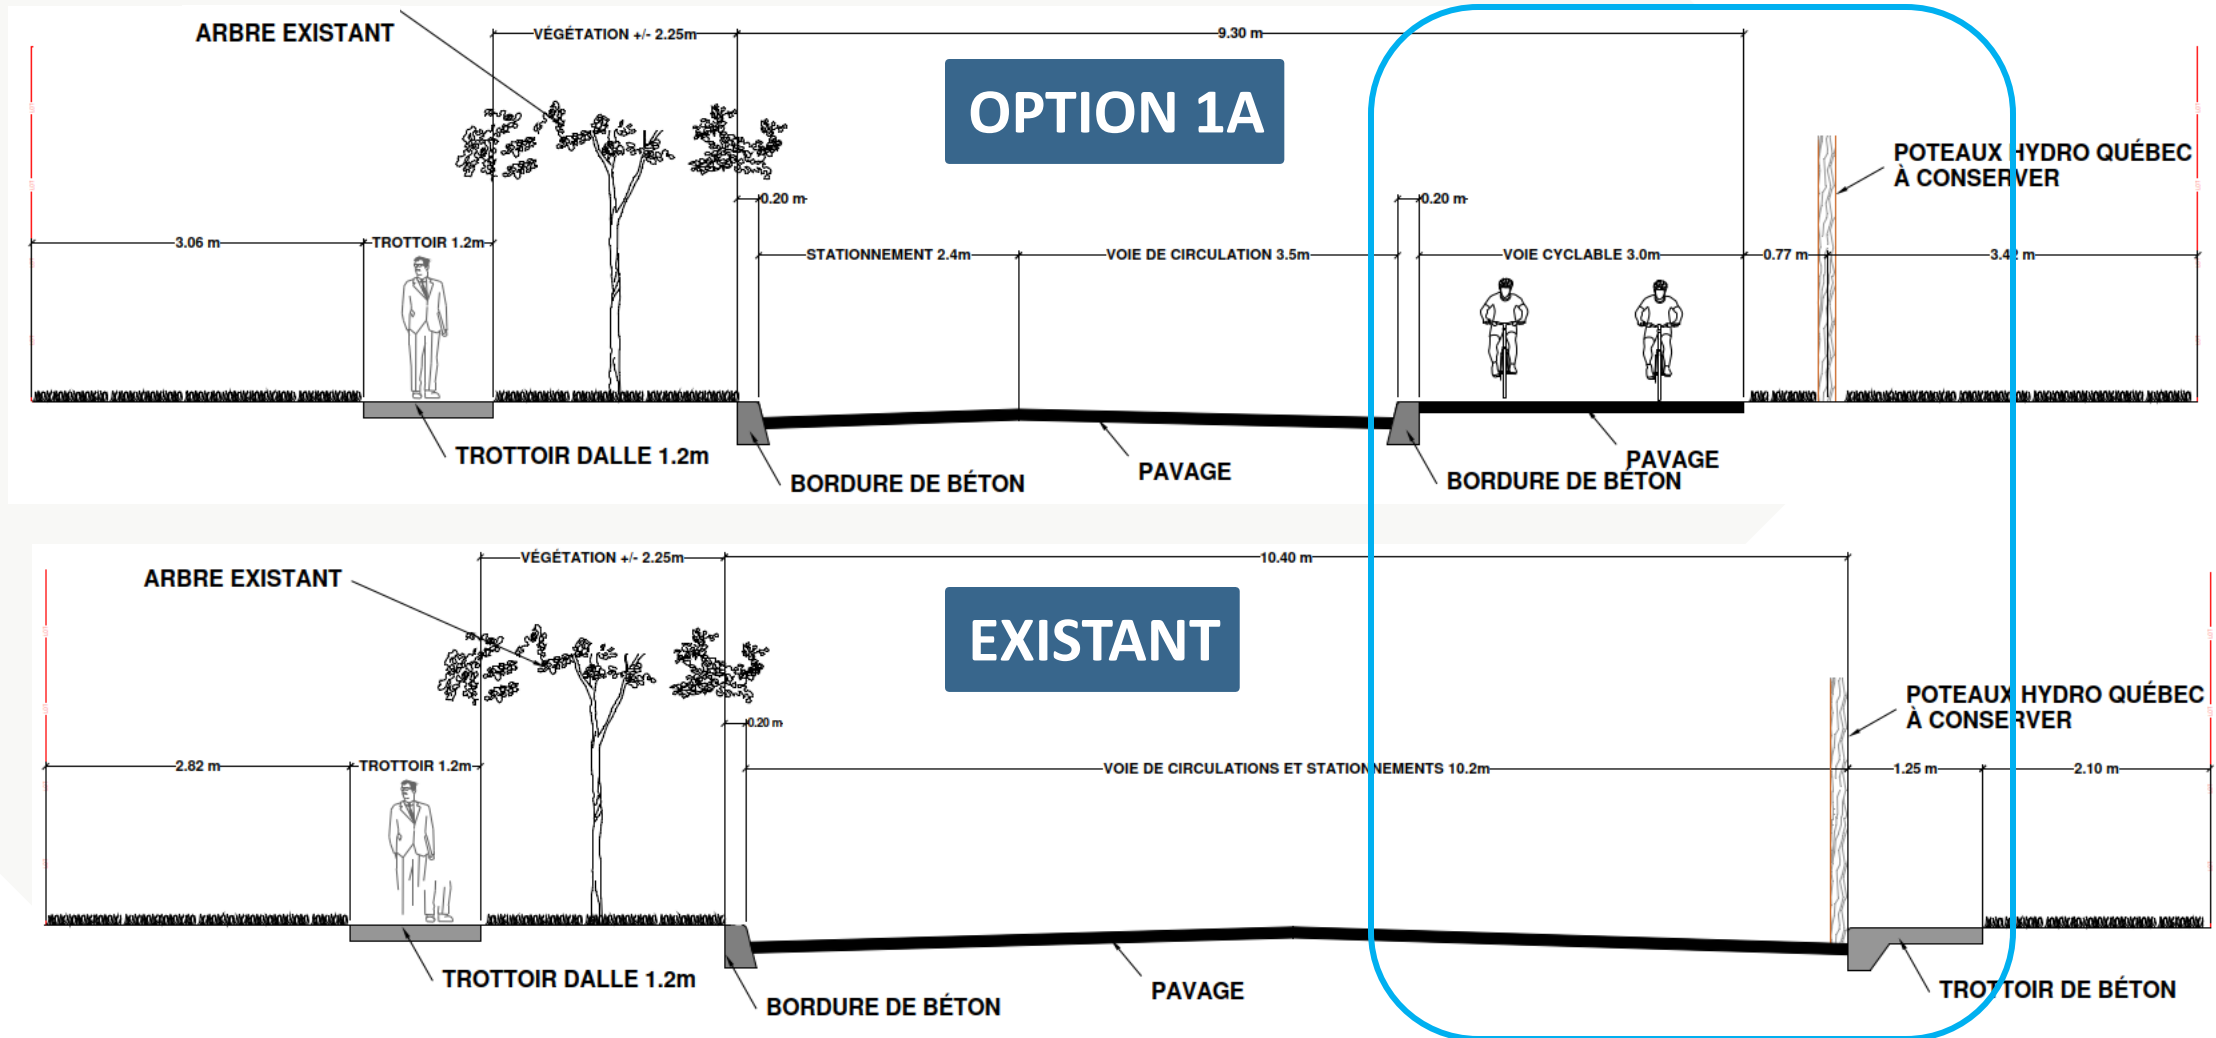 ARBRE EXISTANT
VÉGÉTATION +/- 2.25m
9.30 m
OPTION 1A
POTEAUX HYDRO QUÉBEC
À CONSERVER
0.20 m
0.20 m
3.06 m
TROTTOIR 1.2m
STATIONNEMENT 2.4m
VOIE DE CIRCULATION 3.5m
VOIE CYCLABLE 3.0m
0.77 m
3.42 m
TROTTOIR DALLE 1.2m
BORDURE DE BÉTON
PAVAGE
PAVAGE
BORDURE DE BÉTON
VÉGÉTATION +/- 2.25m
10.40 m
ARBRE EXISTANT
EXISTANT
POTEAUX HYDRO QUÉBEC
À CONSERVER
0.20 m
2.82 m
TROTTOIR 1.2m
VOIE DE CIRCULATIONS ET STATIONNEMENTS 10.2m
1.25 m
2.10 m
TROTTOIR DALLE 1.2m
BORDURE DE BÉTON
PAVAGE
TROTTOIR DE BÉTON